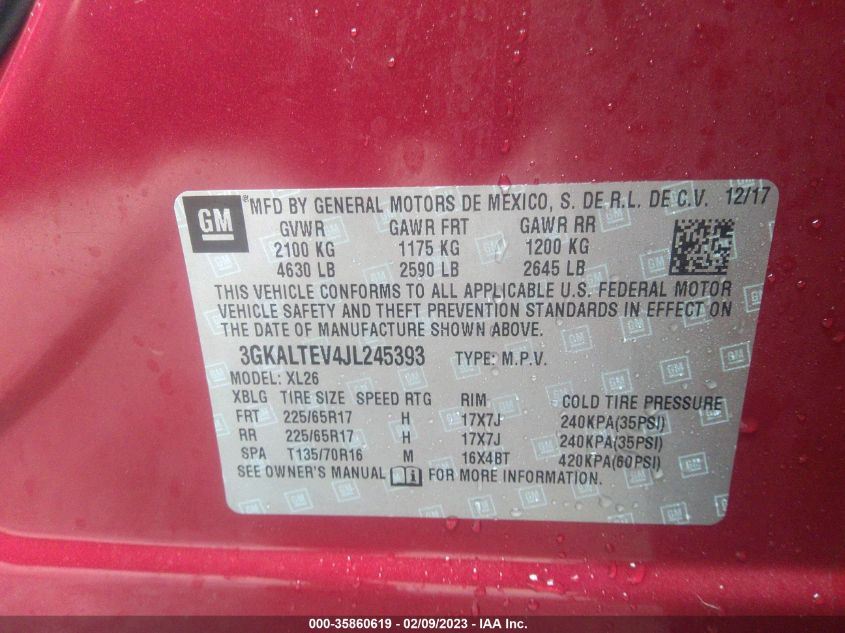 GM ® MFD BY GENERAL MOTORS DE MEXICO, S. DE R.L. DE C.V. 12/17
GVWR GAWR FRT GAWR RR
2100 KG 1175 KG 1200 KG
4630 LB 2590 LB 2645 LB
THIS VEHICLE CONFORMS TO ALL APPLICABLE U.S. FEDERAL MOTOR
VEHICLE SAFETY AND THEFT PREVENTION STANDARDS IN EFFECT ON
THE DATE OF MANUFACTURE SHOWN ABOVE.
3GKALTEV4JL245393 TYPE: M.P.V.
MODEL: XL26
XBLG TIRE SIZE SPEED RTG RIM COLD TIRE PRESSURE
FRT 225/65R17 H 17X7J 240KPA(35PSI)
RR 225/65R17 H 17X7J 240KPA(35PSI)
SPA T135/70R16 M 16X4BT 420KPA(60PSI)
SEE OWNER'S MANUAL FOR MORE INFORMATION.
000-35860619 - 02/09/2023 - IAA Inc.